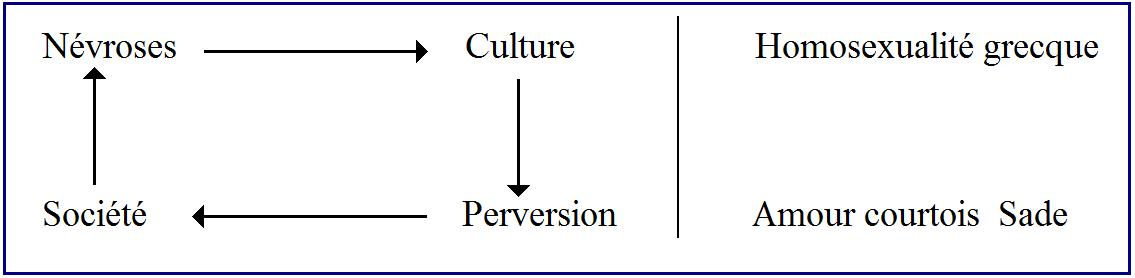 Névroses Culture Homosexualité grecque
Société Perversion Amour courtois Sade